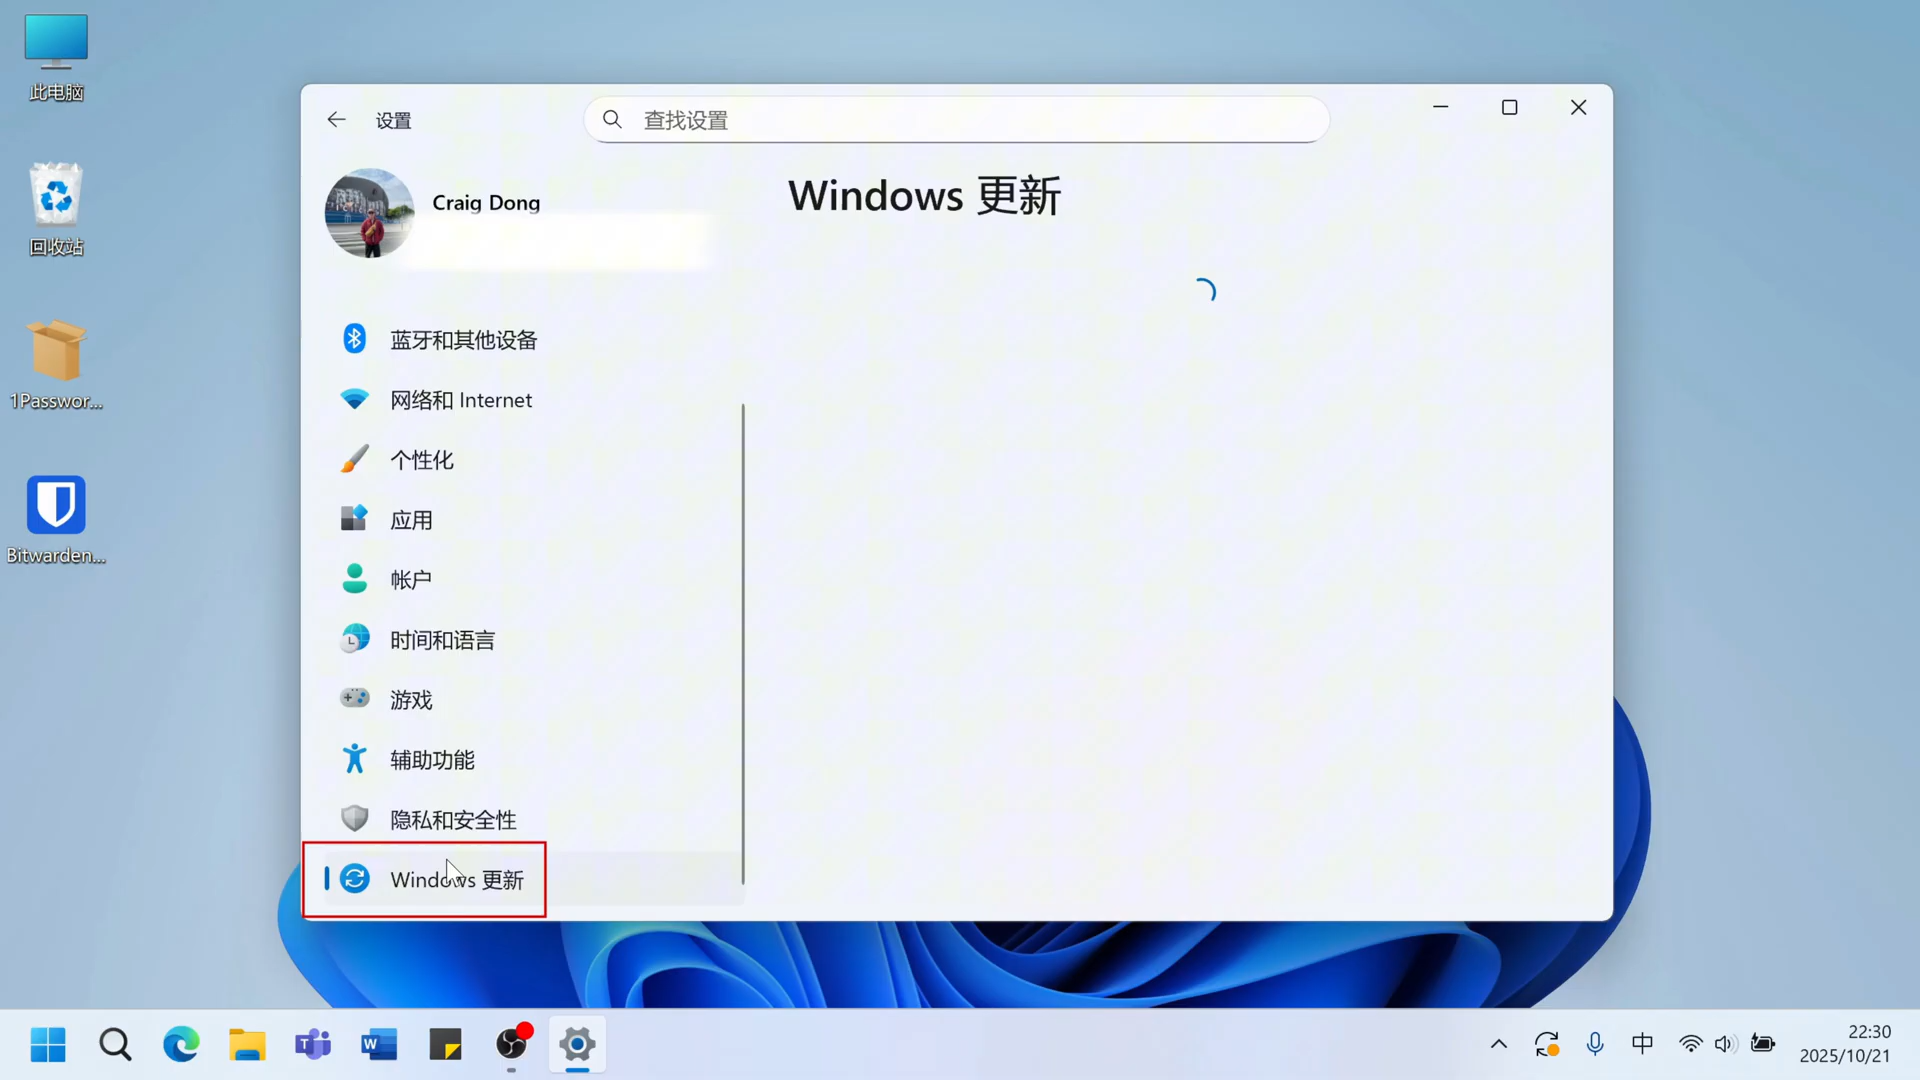 此电脑
回收站
1Passwor...
Bitwarden...
设置
查找设置
Craig Dong
Windows 更新
蓝牙和其他设备
网络和 Internet
个性化
应用
帐户
时间和语言
游戏
辅助功能
隐私和安全性
Windows 更新
中
22:30
2025/10/21